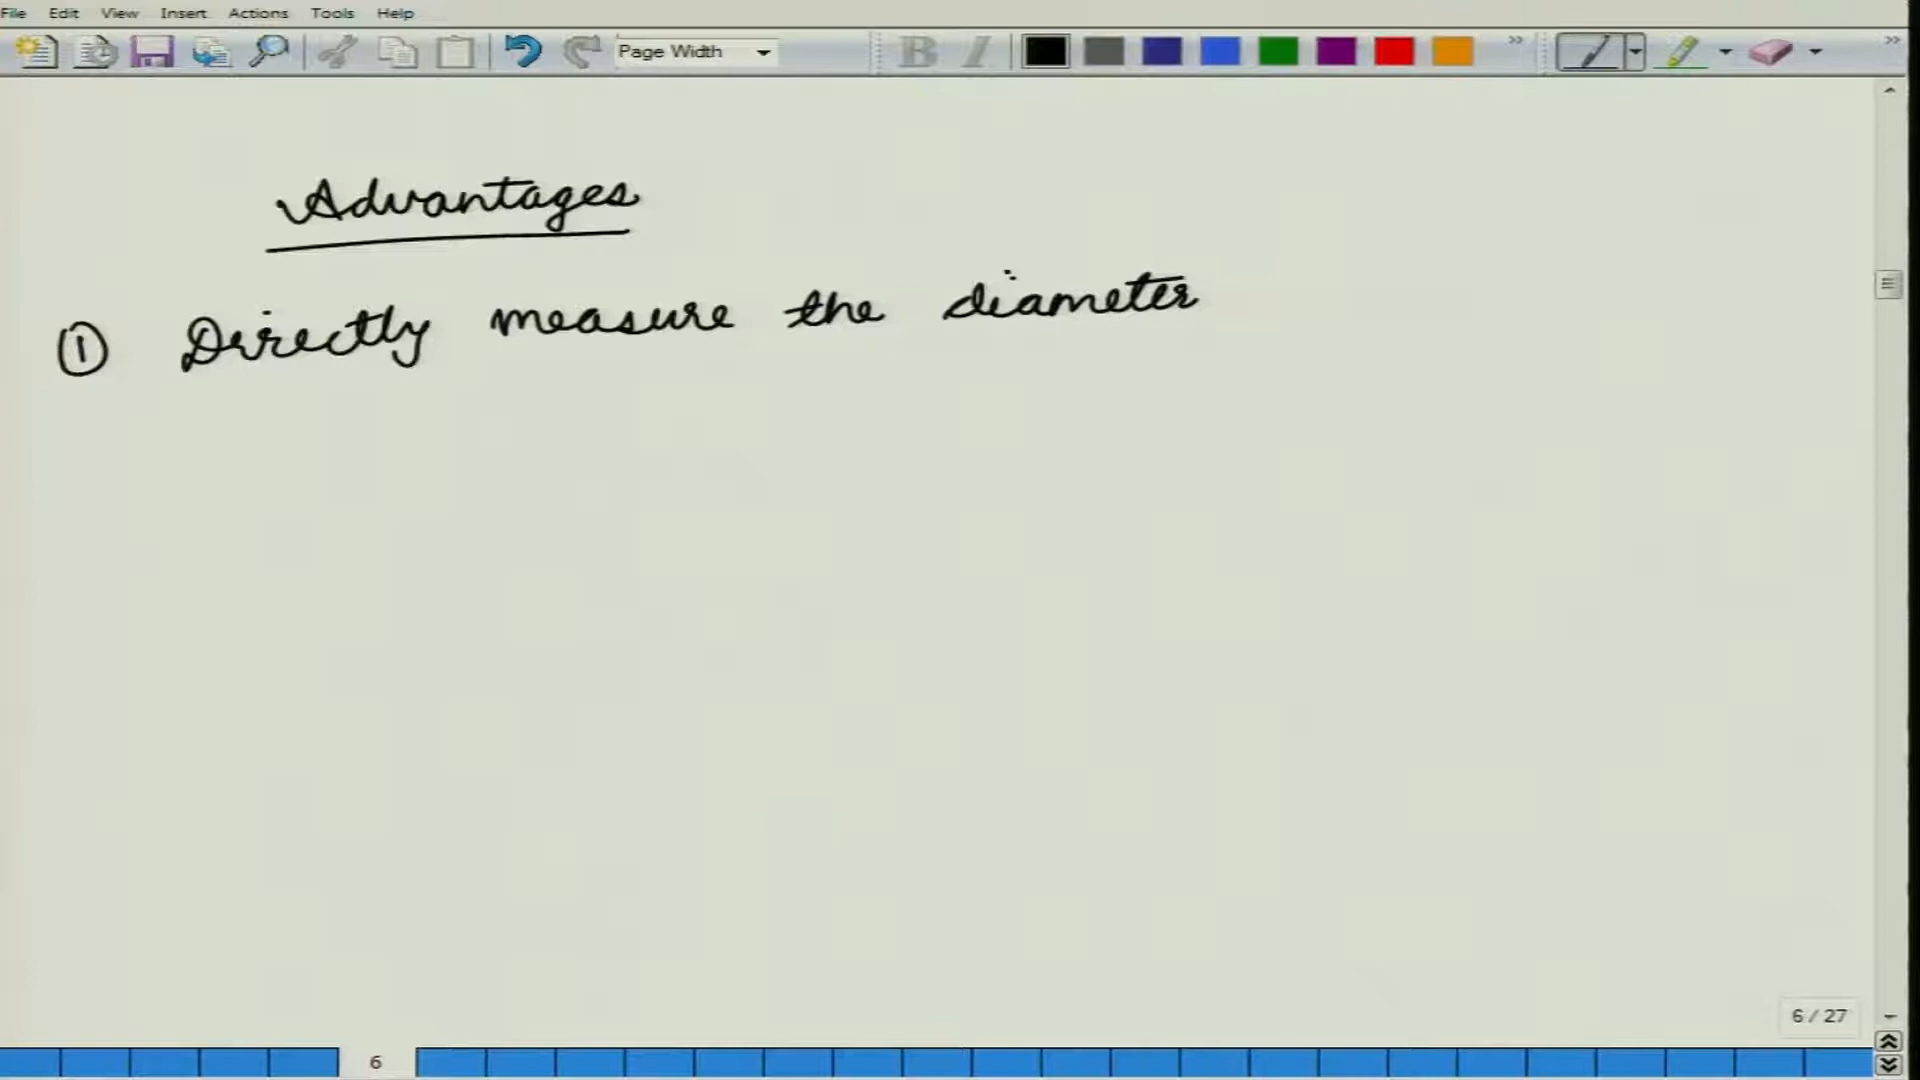 File Edit View Insert Actions Tools Help
Page Width B I
Advantages
① Directly measure the diameter
6 / 27
6